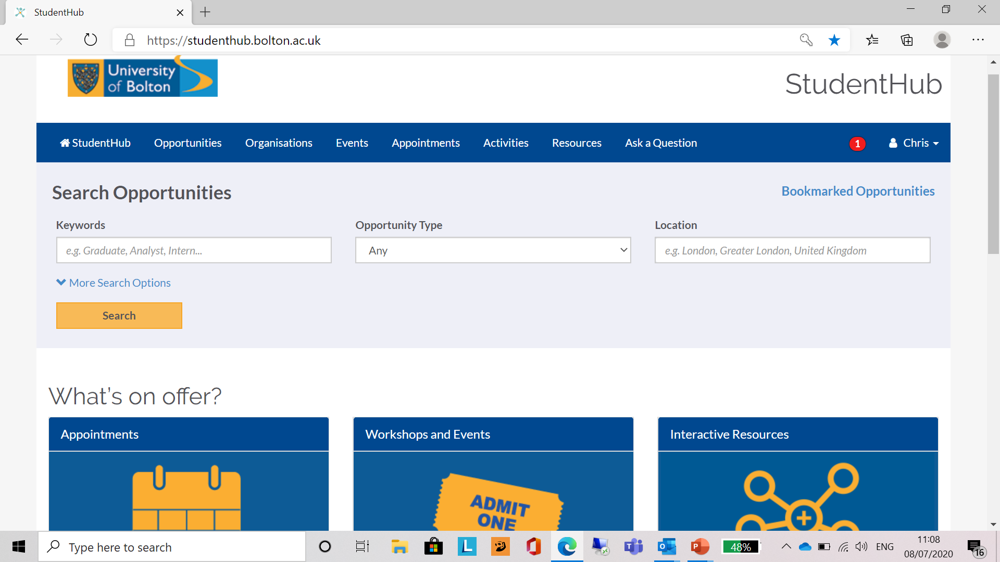 StudentHub
https://studenthub.bolton.ac.uk
University
of Bolton
StudentHub
StudentHub Opportunities Organisations Events Appointments Activities Resources Ask a Question 1 Chris
Search Opportunities
Bookmarked Opportunities
Keywords Opportunity Type Location
e.g. Graduate, Analyst, Intern... Any e.g. London, Greater London, United Kingdom
More Search Options
Search
What's on offer?
Appointments Workshops and Events Interactive Resources
ADMIT
ONE
Type here to search
L
T
O
P
48%
ENG
11:08
08/07/2020
16